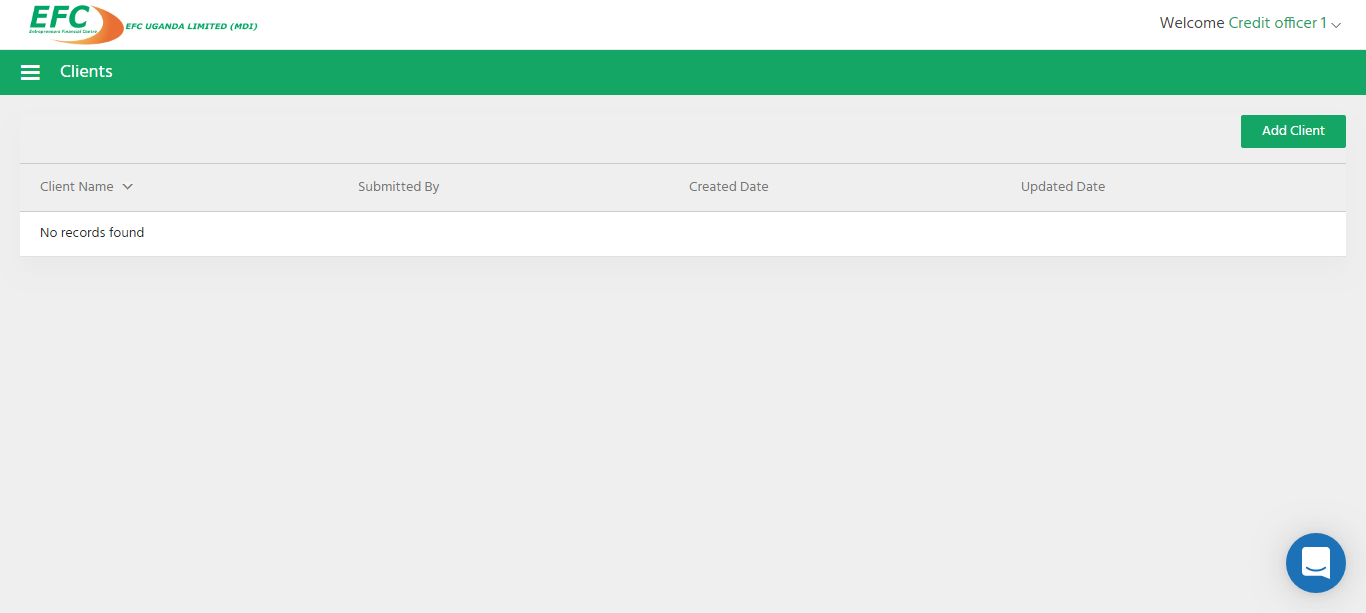 EFC
Entrepreneurs Financial Centre
EFC UGANDA LIMITED (MDI)
Welcome Credit officer 1
Clients
Add Client
Client Name Submitted By Created Date Updated Date
No records found